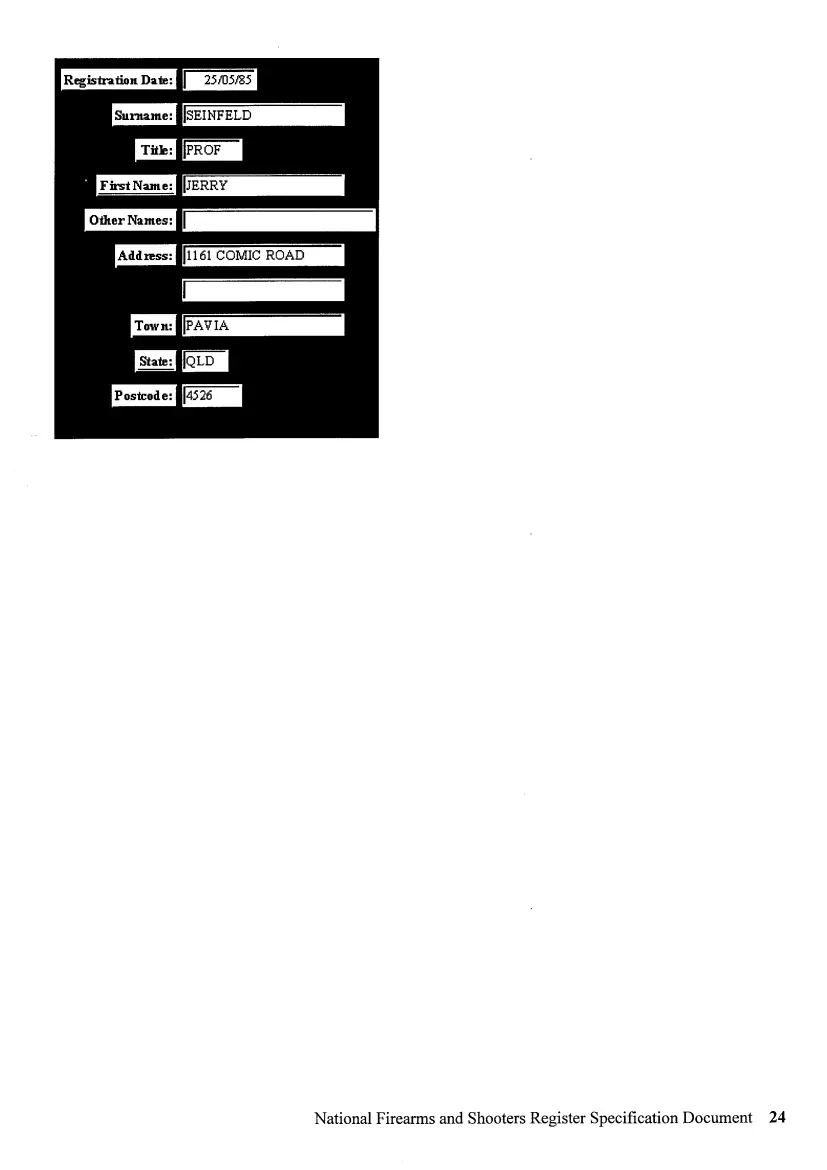 Registration Date: 25/05/85
Surname: SEINFELD
Title: PROF
First Name: JERRY
Other Names:
Address: 1161 COMIC ROAD
Town: PAVIA
State: QLD
Postcode: 4526
National Firearms and Shooters Register Specification Document 24